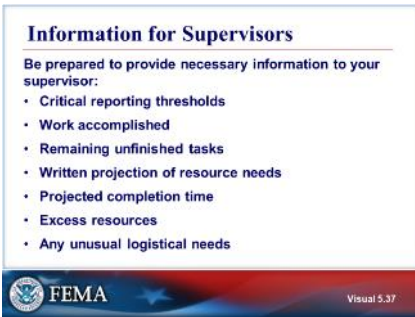 Information for Supervisors
Be prepared to provide necessary information to your
supervisor:
• Critical reporting thresholds
• Work accomplished
• Remaining unfinished tasks
• Written projection of resource needs
• Projected completion time
• Excess resources
• Any unusual logistical needs
FEMA
Visual 5.37